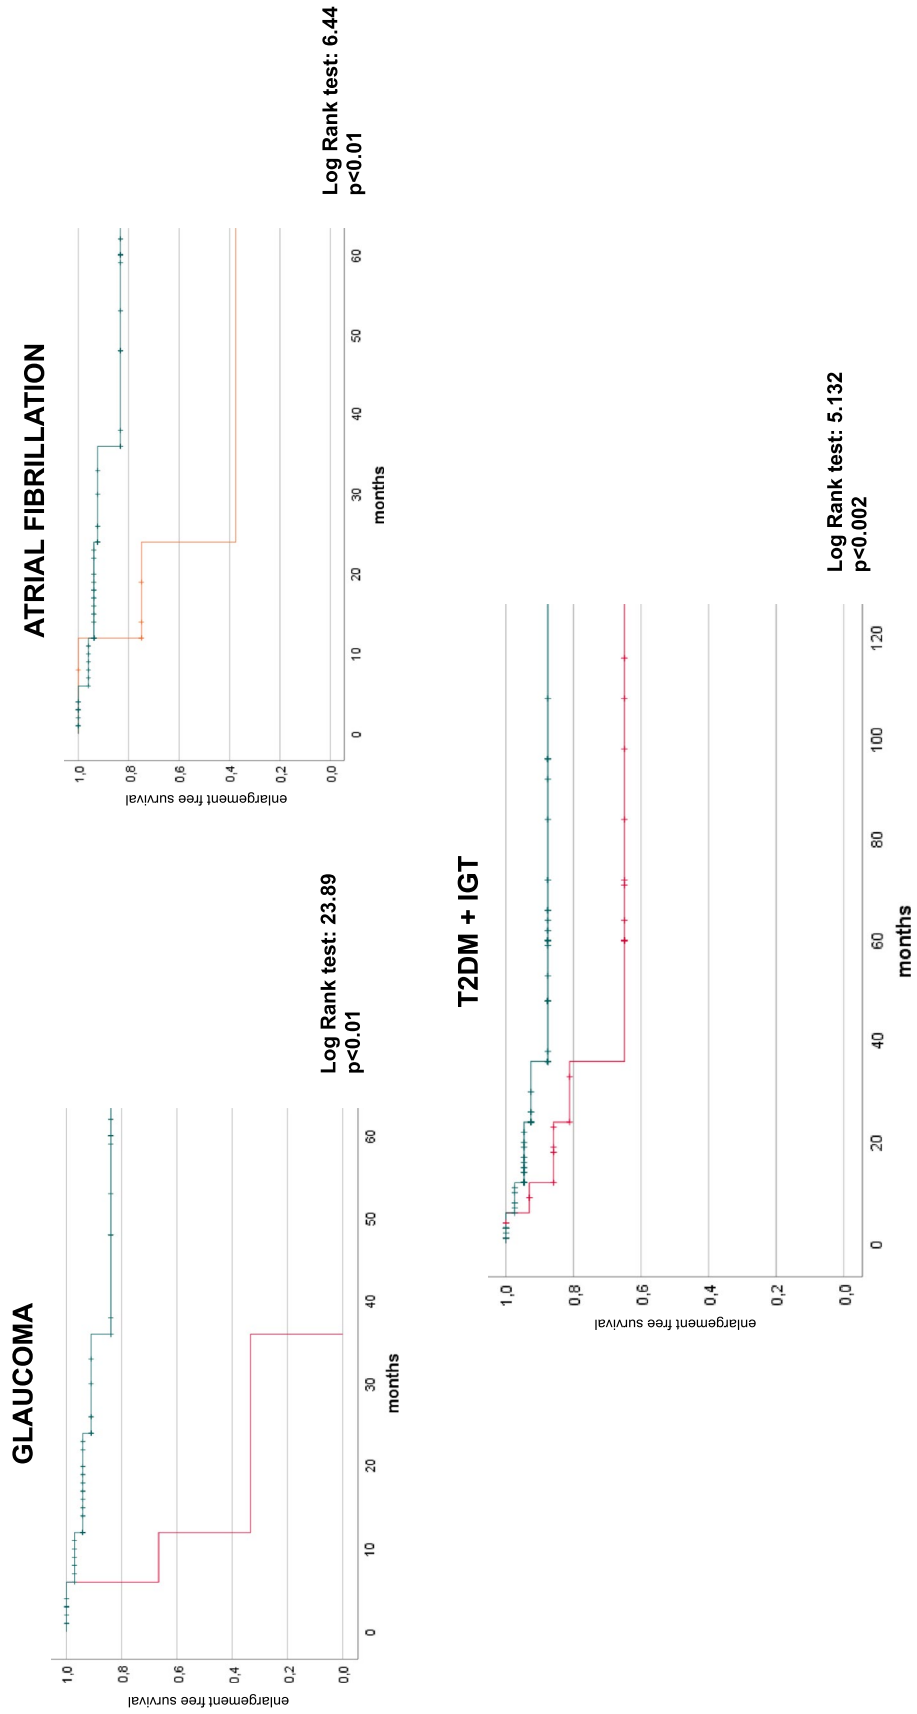 GLAUCOMA
1,0
0,8
0,6
0,4
0,2
0,0
enlargement free survival
0
10
20
30
40
50
60
months
Log Rank test: 23.89
p<0.01
ATRIAL FIBRILLATION
1,0
0,8
0,6
0,4
0,2
0,0
enlargement free survival
0
10
20
30
40
50
60
months
Log Rank test: 6.44
p<0.01
T2DM + IGT
1,0
0,8
0,6
0,4
0,2
0,0
enlargement free survival
0
20
40
60
80
100
120
months
Log Rank test: 5.132
p<0.002